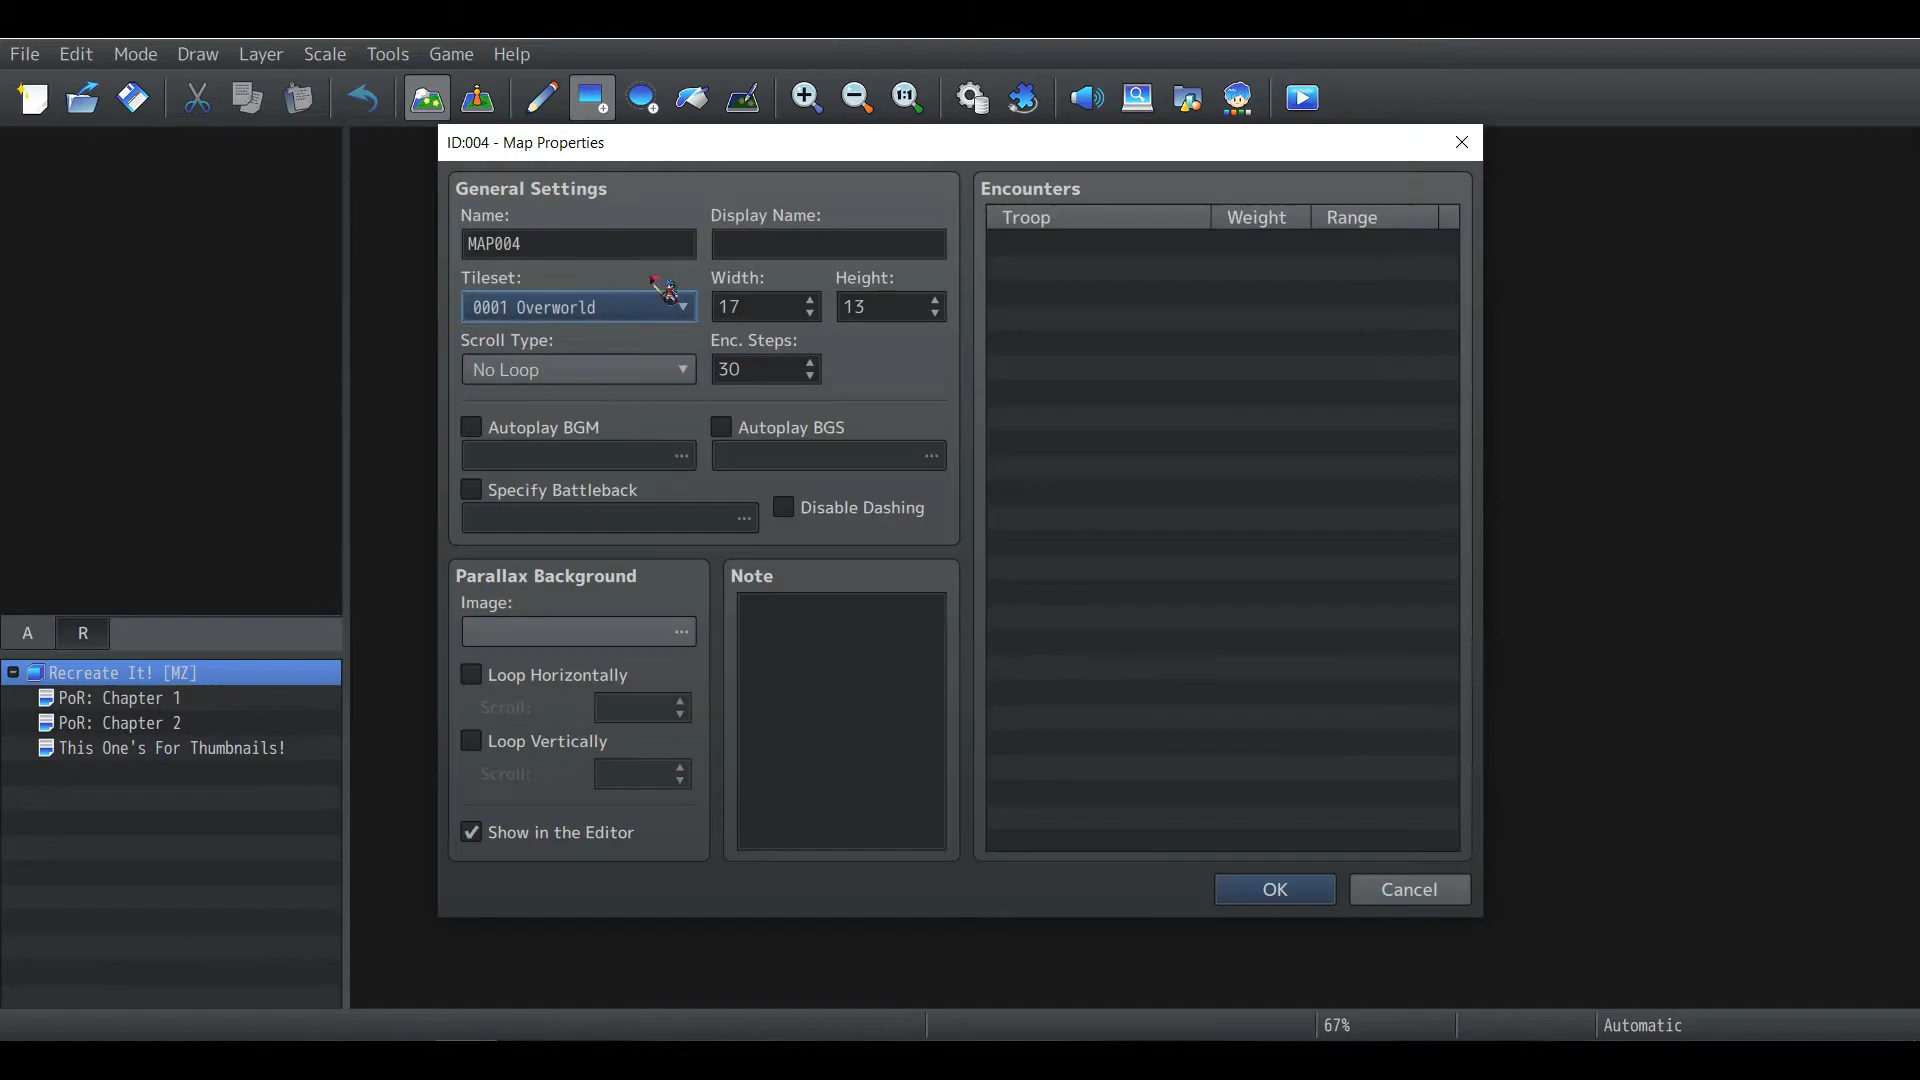 File Edit Mode Draw Layer Scale Tools Game Help
1:1
ID:004 - Map Properties
General Settings
Name:
Display Name:
MAP004
Tileset:
Width:
Height:
0001 Overworld
17
13
Scroll Type:
Enc. Steps:
No Loop
30
Autoplay BGM
Autoplay BGS
...
...
Specify Battleback
Disable Dashing
...
Parallax Background
Image:
...
Loop Horizontally
Scroll:
Loop Vertically
Scroll:
Show in the Editor
Note
Encounters
Troop Weight Range
OK
Cancel
A R
Recreate It! [MZ]
PoR: Chapter 1
PoR: Chapter 2
This One's For Thumbnails!
67%
Automatic